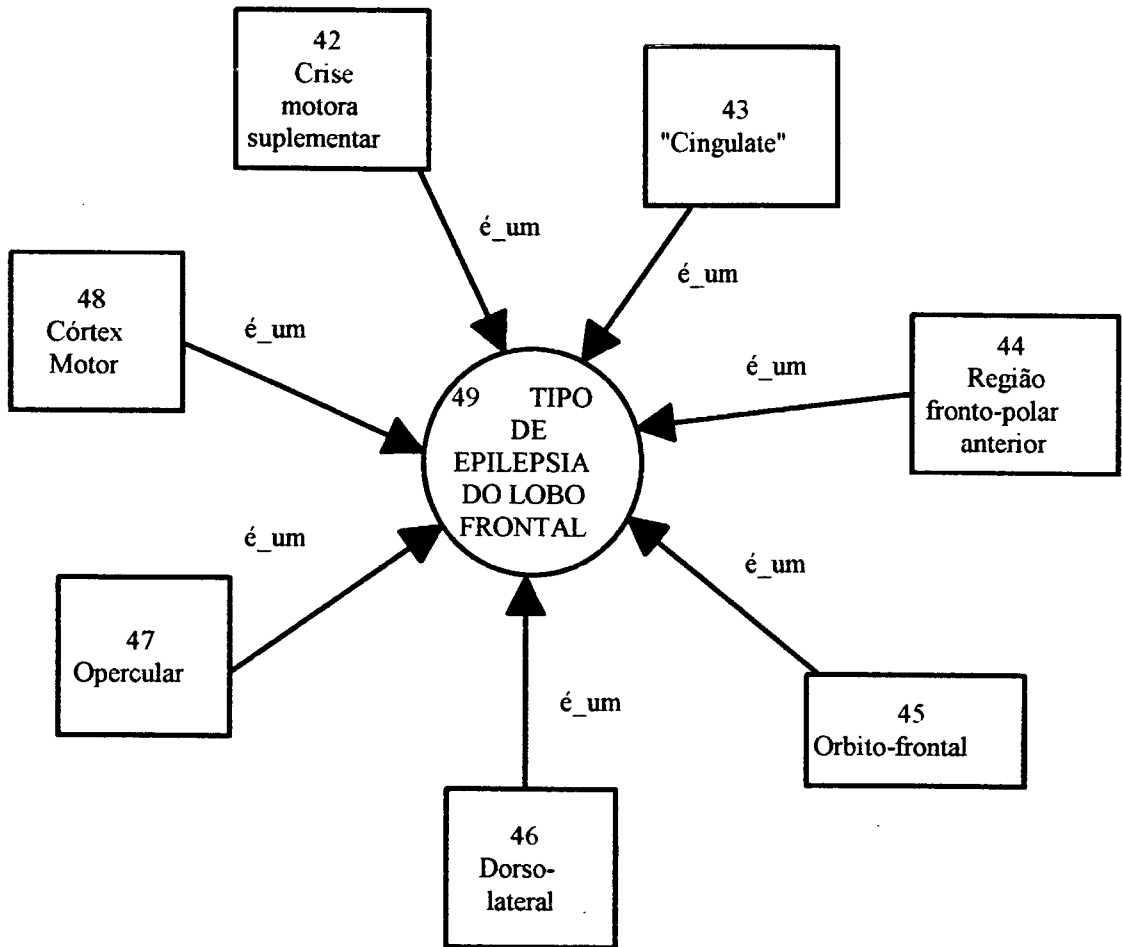 42
Crise
motora
suplementar
43
"Cingulate"
é_um
é_um
48
Córtex
Motor
é_um
44
Região
fronto-polar
anterior
é_um
49 TIPO
DE
EPILEPSIA
DO LOBO
FRONTAL
é_um
47
Opercular
é_um
45
Orbito-frontal
é_um
46
Dorso-
lateral